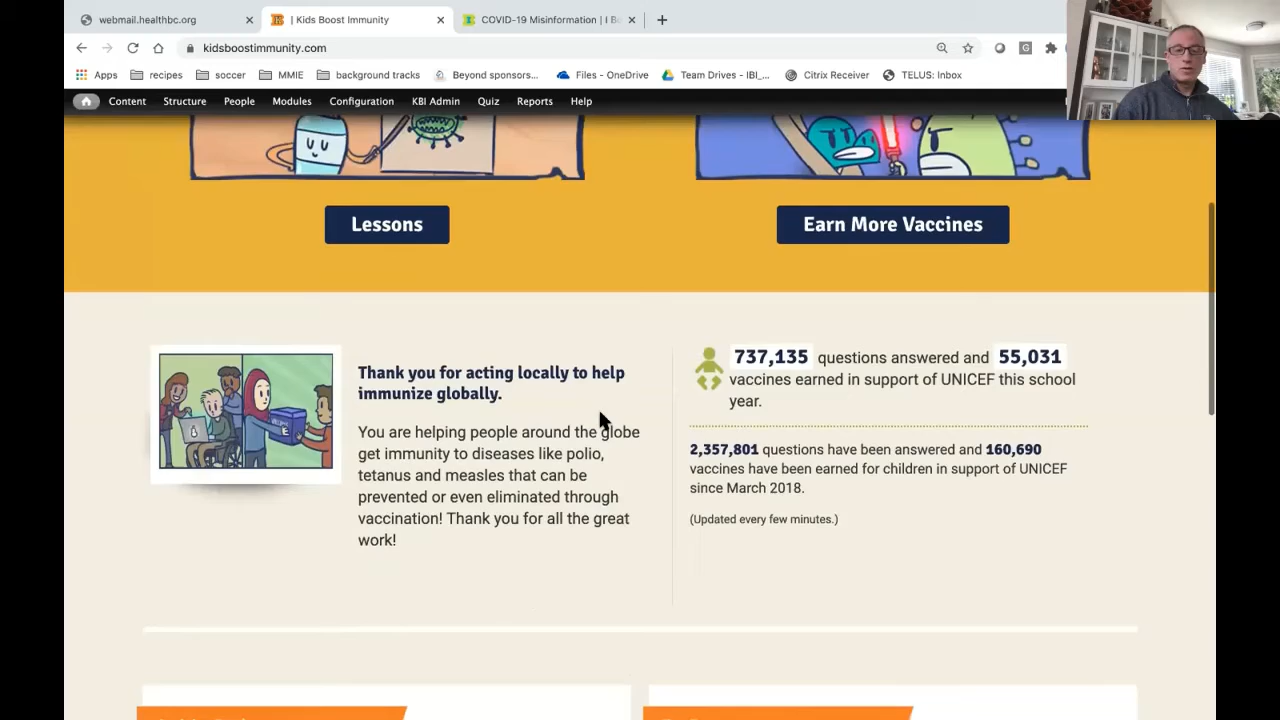 webmail.healthbc.org
| Kids Boost Immunity
COVID-19 Misinformation | I B
kidsboostimmunity.com
Apps recipes soccer MMIE background tracks Beyond sponsors... Files - OneDrive Team Drives - IBI_... Citrix Receiver TELUS: Inbox
Content Structure People Modules Configuration KBI Admin Quiz Reports Help
Lessons
Earn More Vaccines
Thank you for acting locally to help
immunize globally.
You are helping people around the globe
get immunity to diseases like polio,
tetanus and measles that can be
prevented or even eliminated through
vaccination! Thank you for all the great
work!
737,135 questions answered and 55,031
vaccines earned in support of UNICEF this school
year.
2,357,801 questions have been answered and 160,690
vaccines have been earned for children in support of UNICEF
since March 2018.
(Updated every few minutes.)